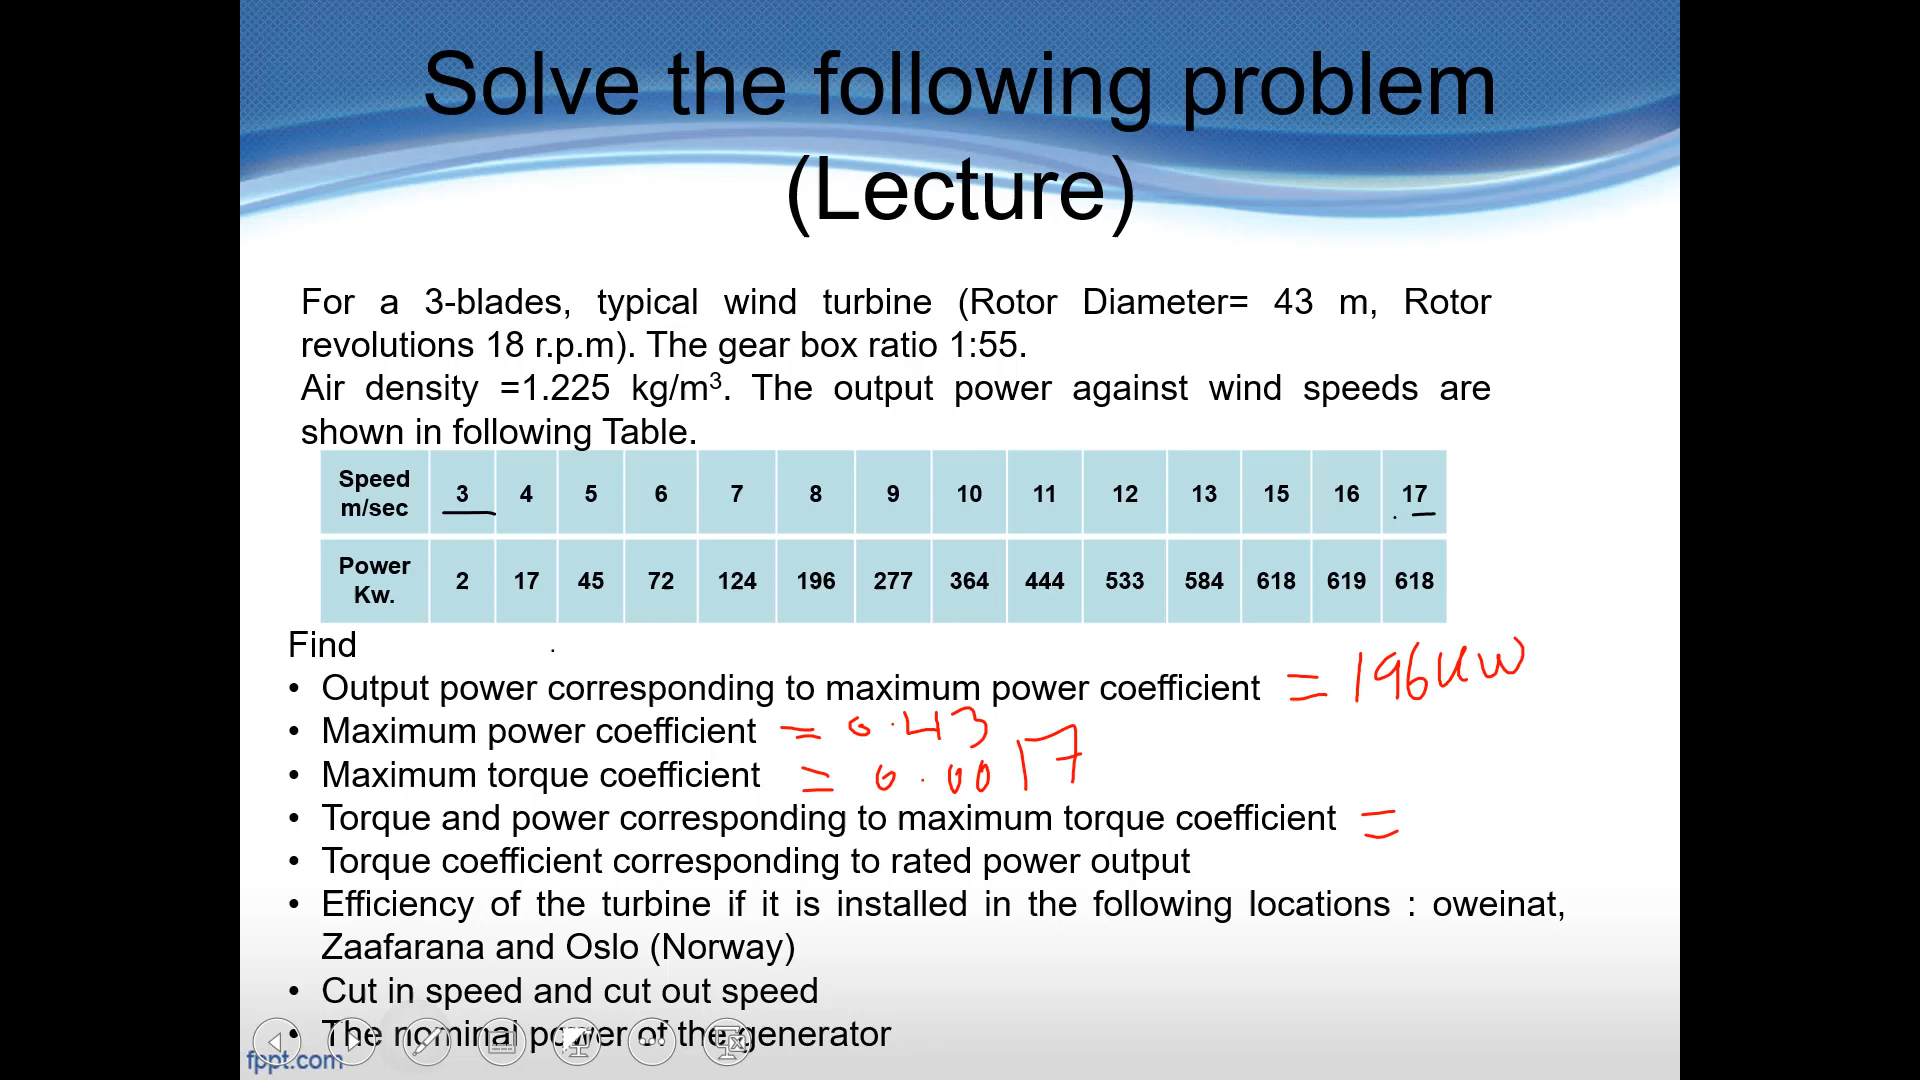 Solve the following problem
(Lecture)
For a 3-blades, typical wind turbine (Rotor Diameter= 43 m, Rotor
revolutions 18 r.p.m). The gear box ratio 1:55.
Air density =1.225 kg/m³. The output power against wind speeds are
shown in following Table.
Speed m/sec 3 4 5 6 7 8 9 10 11 12 13 15 16 17
Power Kw. 2 17 45 72 124 196 277 364 444 533 584 618 619 618
Find
• Output power corresponding to maximum power coefficient = 196 KW
• Maximum power coefficient = 0.43
• Maximum torque coefficient = 0.0017
• Torque and power corresponding to maximum torque coefficient =
• Torque coefficient corresponding to rated power output
• Efficiency of the turbine if it is installed in the following locations : oweinat,
Zaafarana and Oslo (Norway)
• Cut in speed and cut out speed
• The nominal power of the generator
fppt.com